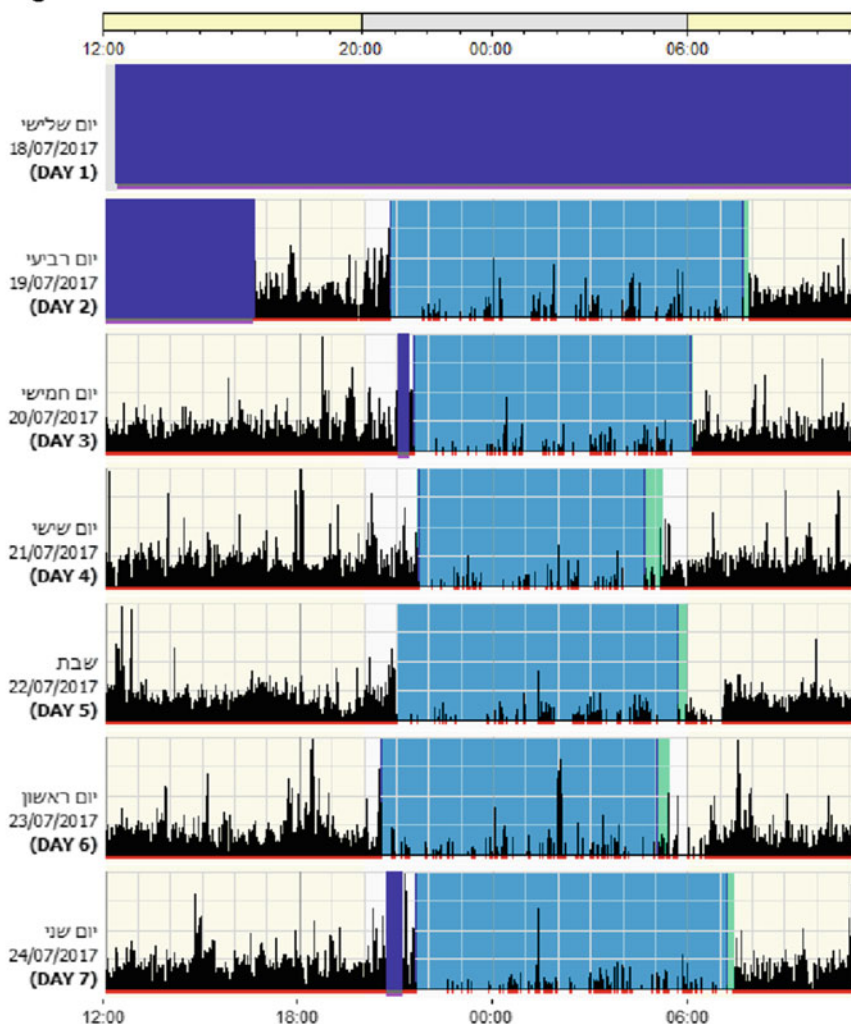 12:00 20:00 00:00 06:00
יום שלישי
18/07/2017
(DAY 1)
יום רביעי
19/07/2017
(DAY 2)
יום חמישי
20/07/2017
(DAY 3)
יום שישי
21/07/2017
(DAY 4)
שבת
22/07/2017
(DAY 5)
יום ראשון
23/07/2017
(DAY 6)
יום שני
24/07/2017
(DAY 7)
12:00 18:00 00:00 06:00